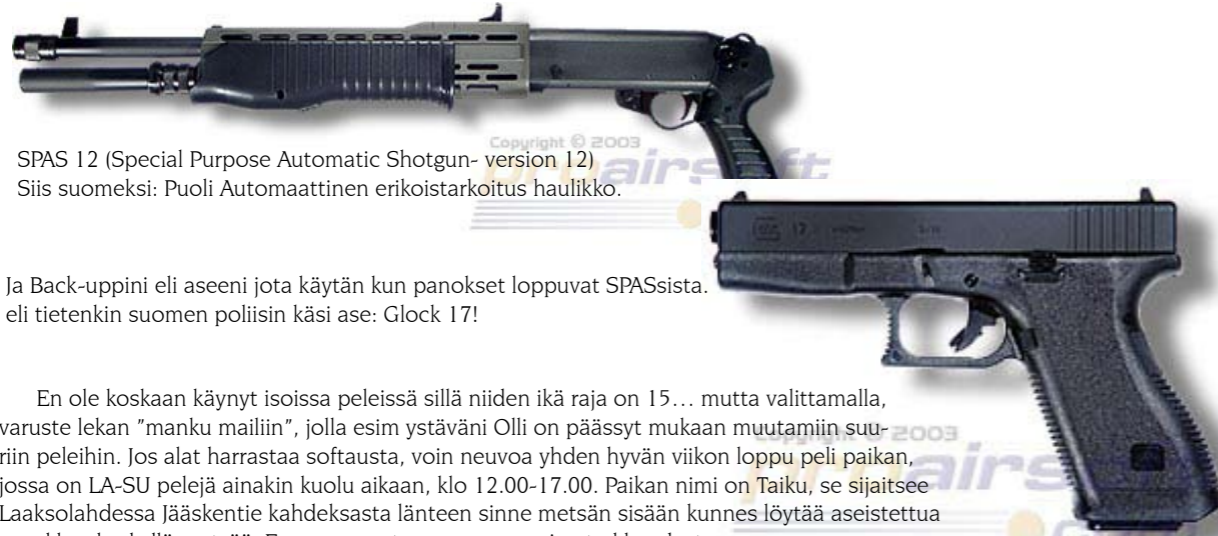 Copyright © 2003
proairsoft
SPAS 12 (Special Purpose Automatic Shotgun- version 12)
Siis suomeksi: Puoli Automaattinen erikoistarkoitus haulikko.
Ja Back-uppini eli aseeni jota käytän kun panokset loppuvat SPASsista.
eli tietenkin suomen poliisin käsi ase: Glock 17!
17
En ole koskaan käynyt isoissa peleissä sillä niiden ikä raja on 15… mutta valittamalla,
varuste lekan ”manku mailiin”, jolla esim ystäväni Olli on päässyt mukaan muutamiin suu-
riin peleihin. Jos alat harrastaa softausta, voin neuvoa yhden hyvän viikon loppu peli paikan,
jossa on LA-SU pelejä ainakin kuolu aikaan, klo 12.00-17.00. Paikan nimi on Taiku, se sijaitsee
Laaksolahdessa Jääskentie kahdeksasta länteen sinne metsän sisään kunnes löytää aseistettua
2003
airs